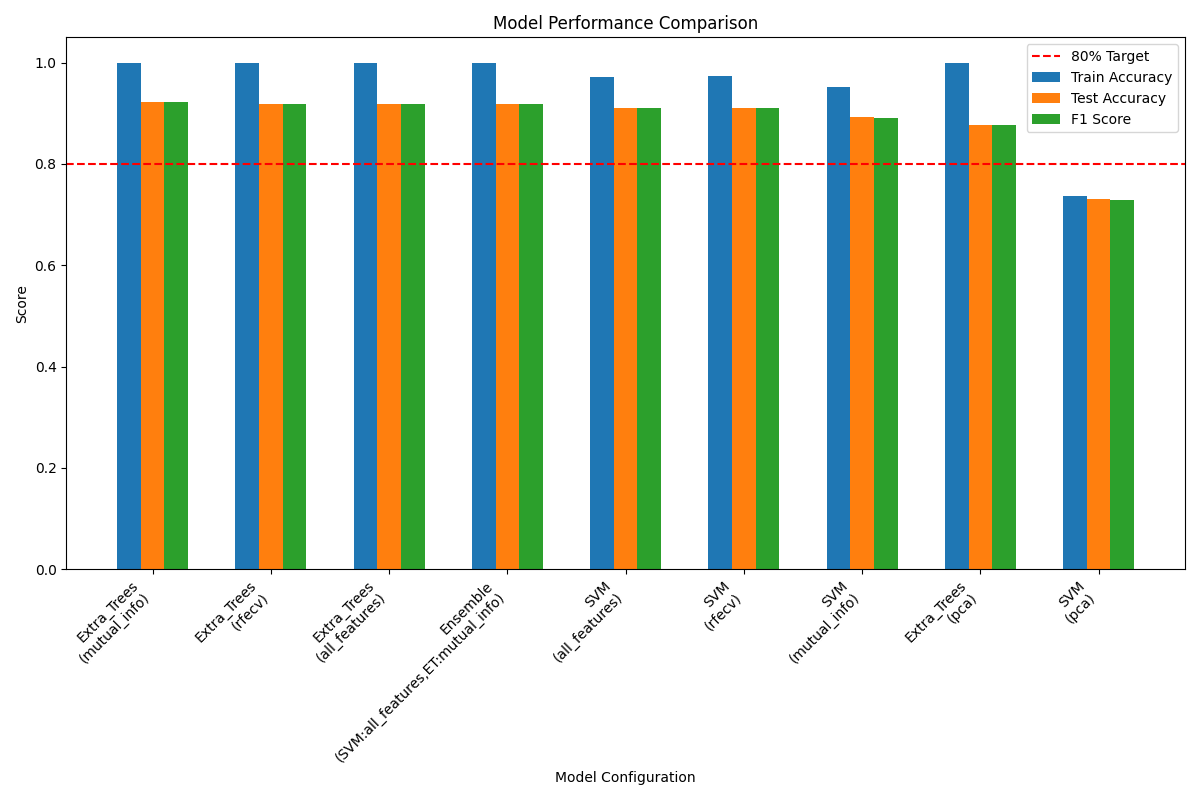 Model Performance Comparison
80% Target
Train Accuracy
Test Accuracy
F1 Score
Score
1.0
0.8
0.6
0.4
0.2
0.0
Extra_Trees
(mutual_info)
Extra_Trees
(rfecv)
Extra_Trees
(all_features)
Ensemble
(SVM:all_features,ET:mutual_info)
SVM
(all_features)
SVM
(rfecv)
SVM
(mutual_info)
Extra_Trees
(pca)
SVM
(pca)
Model Configuration